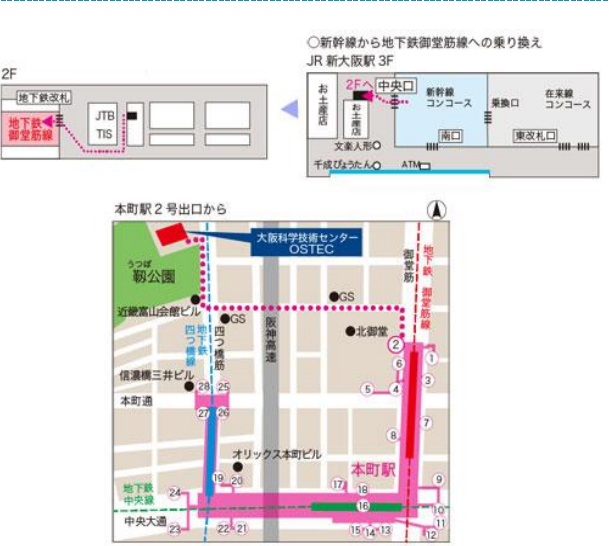 ○新幹線から地下鉄御堂筋線への乗り換え
JR 新大阪駅 3F
お土産店
2Fへ
中央口
お土産店
新幹線
コンコース
乗換口
在来線
コンコース
南口
東改札口
文楽人形
千成びょうたん
ATM
2F
地下鉄改札
地下鉄
御堂筋線
JTB
TIS
本町駅2号出口から
大阪科学技術センター
OSTEC
うつぼ
靱公園
御堂筋
地下鉄 御堂筋線
近畿富山会館ビル
GS
GS
地下鉄
四つ橋線
四つ橋筋
阪神高速
北御堂
2
1
6
3
信濃橋三井ビル
28
25
5
4
本町通
27
26
7
8
オリックス本町ビル
本町駅
19
20
17
18
9
地下鉄
中央線
24
16
10
中央大通
23
22
21
15
14
13
11
12